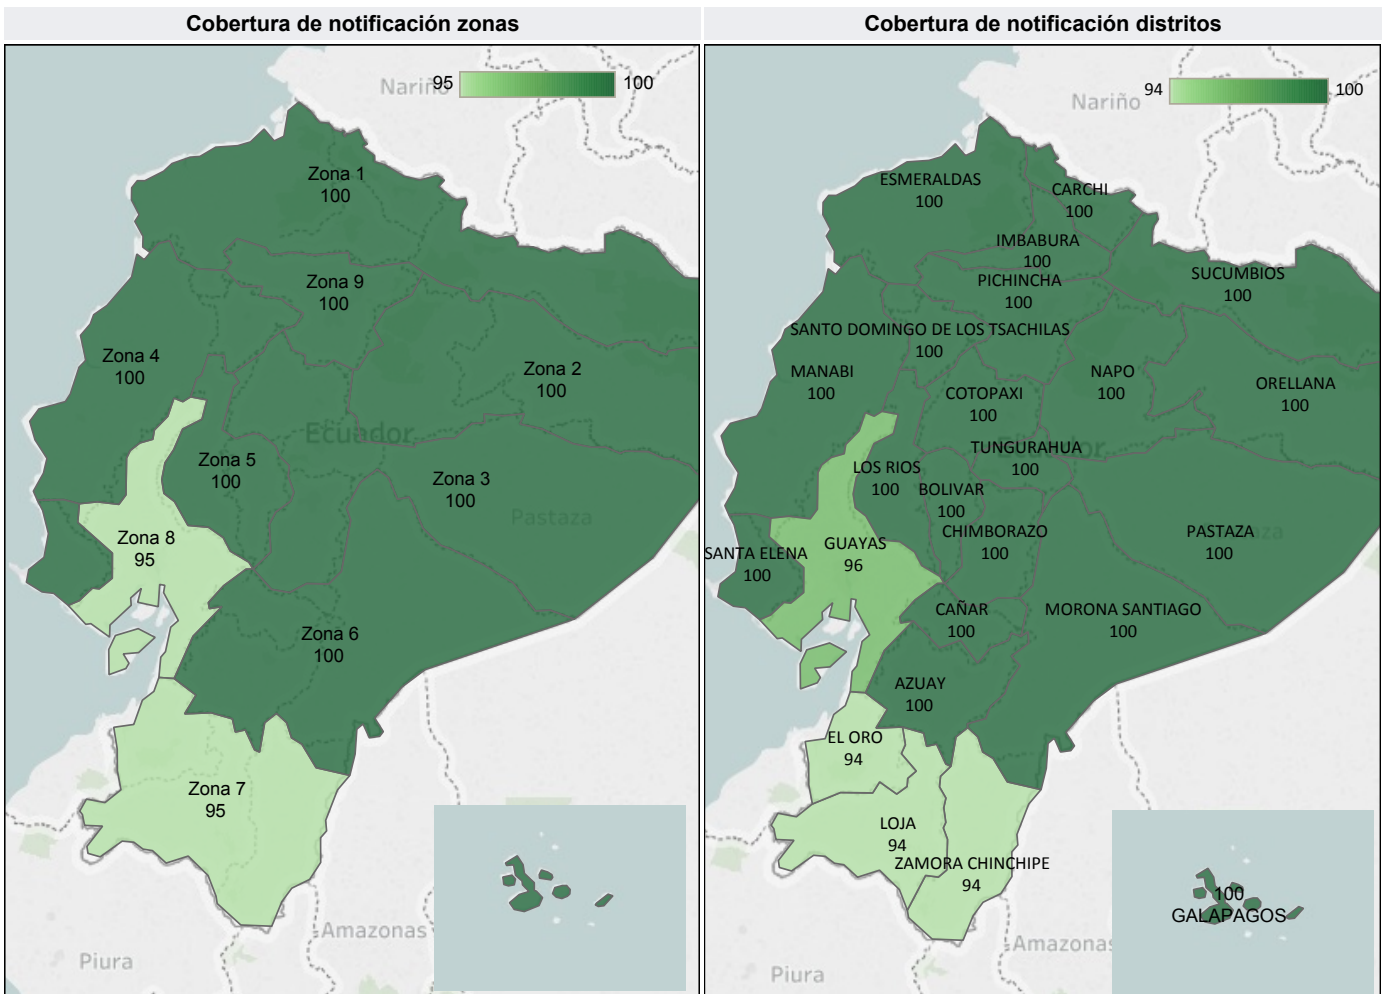 Cobertura de notificación zonas
95
100
Nariño
Zona 1
100
Zona 9
100
Zona 4
100
Zona 2
100
Ecuador
Zona 5
100
Zona 3
100
Pastaza
Zona 8
95
Zona 6
100
Zona 7
95
Amazonas
Piura
Cobertura de notificación distritos
94
100
Nariño
ESMERALDAS
100
CARCHI
100
IMBABURA
100
PICHINCHA
100
SUCUMBIOS
100
SANTO DOMINGO DE LOS TSACHILAS
100
MANABI
100
NAPO
100
ORELLANA
100
COTOPAXI
100
TUNGURAHUA
100
LOS RIOS
100
BOLIVAR
100
CHIMBORAZO
100
PASTAZA
100
SANTA ELENA
100
GUAYAS
96
CAÑAR
100
MORONA SANTIAGO
100
AZUAY
100
EL ORO
94
LOJA
94
ZAMORA CHINCHIPE
94
100
GALAPAGOS
Amazonas
Piura